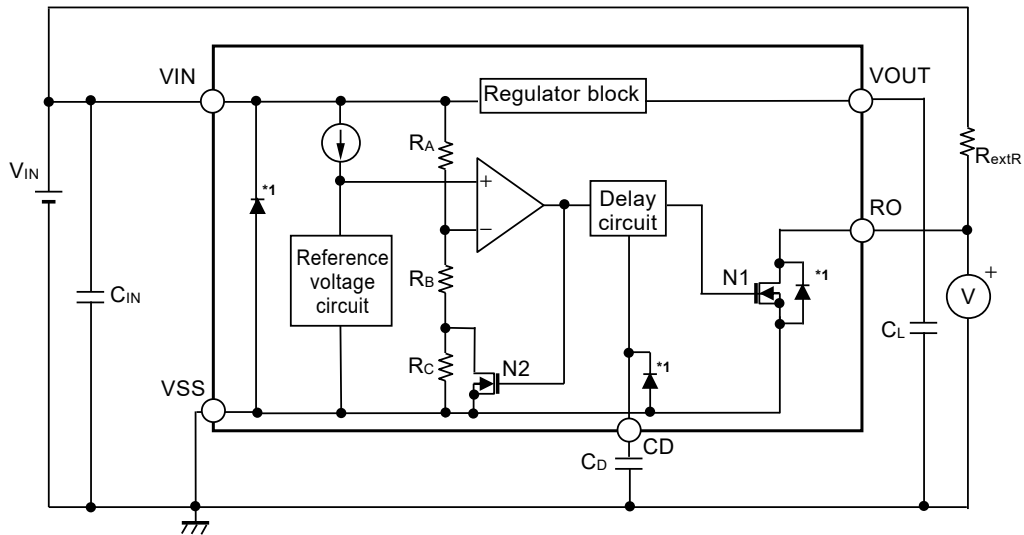 VIN
Regulator block
VOUT
RA
*1
RextR
VIN
+
−
Delay
circuit
RO
Reference
voltage
circuit
RB
N1
*1
+
V
CIN
CL
RC
N2
*1
VSS
CD
CD